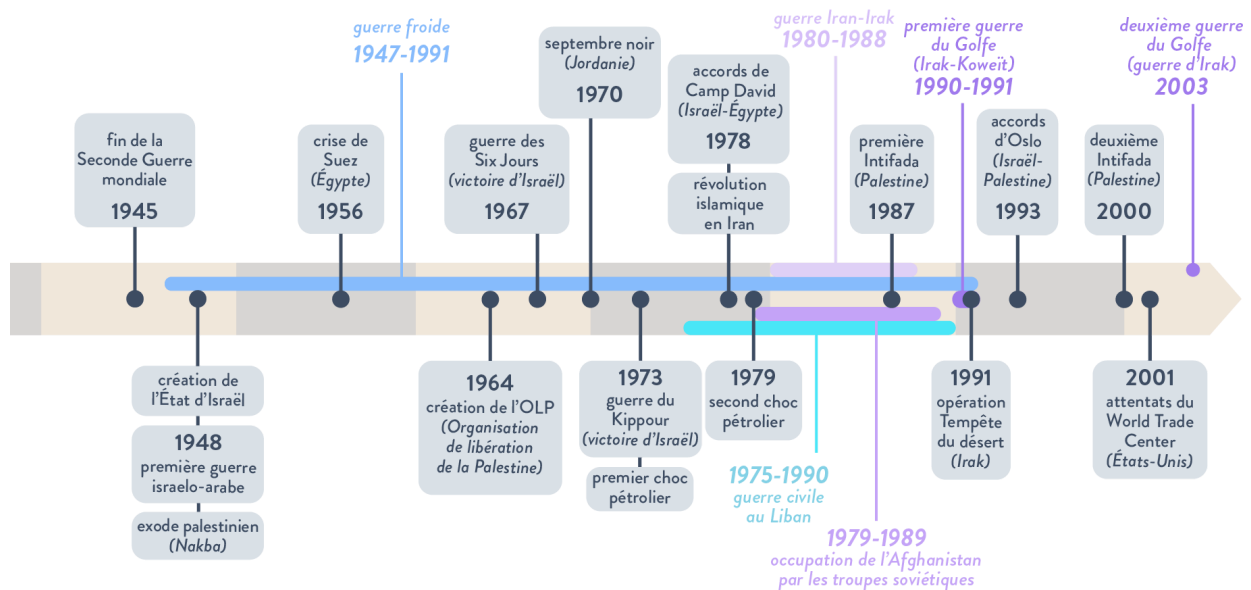 guerre froide
1947-1991
guerre Iran-Irak
1980-1988
première guerre
du Golfe
(Irak-Koweït)
1990-1991
deuxième guerre
du Golfe
(guerre d'Irak)
2003
fin de la
Seconde Guerre
mondiale
1945
crise de
Suez
(Égypte)
1956
guerre des
Six Jours
(victoire d'Israël)
1967
septembre noir
(Jordanie)
1970
accords de
Camp David
(Israël-Égypte)
1978
révolution
islamique
en Iran
première
Intifada
(Palestine)
1987
accords
d'Oslo
(Israël-
Palestine)
1993
deuxième
Intifada
(Palestine)
2000
création de
l'État d'Israël
1948
première guerre
israelo-arabe
exode palestinien
(Nakba)
1964
création de l'OLP
(Organisation
de libération
de la Palestine)
1973
guerre du
Kippour
(victoire d'Israël)
premier choc
pétrolier
1979
second choc
pétrolier
1975-1990
guerre civile
au Liban
1979-1989
occupation de l'Afghanistan
par les troupes soviétiques
1991
opération
Tempête
du désert
(Irak)
2001
attentats du
World Trade
Center
(États-Unis)